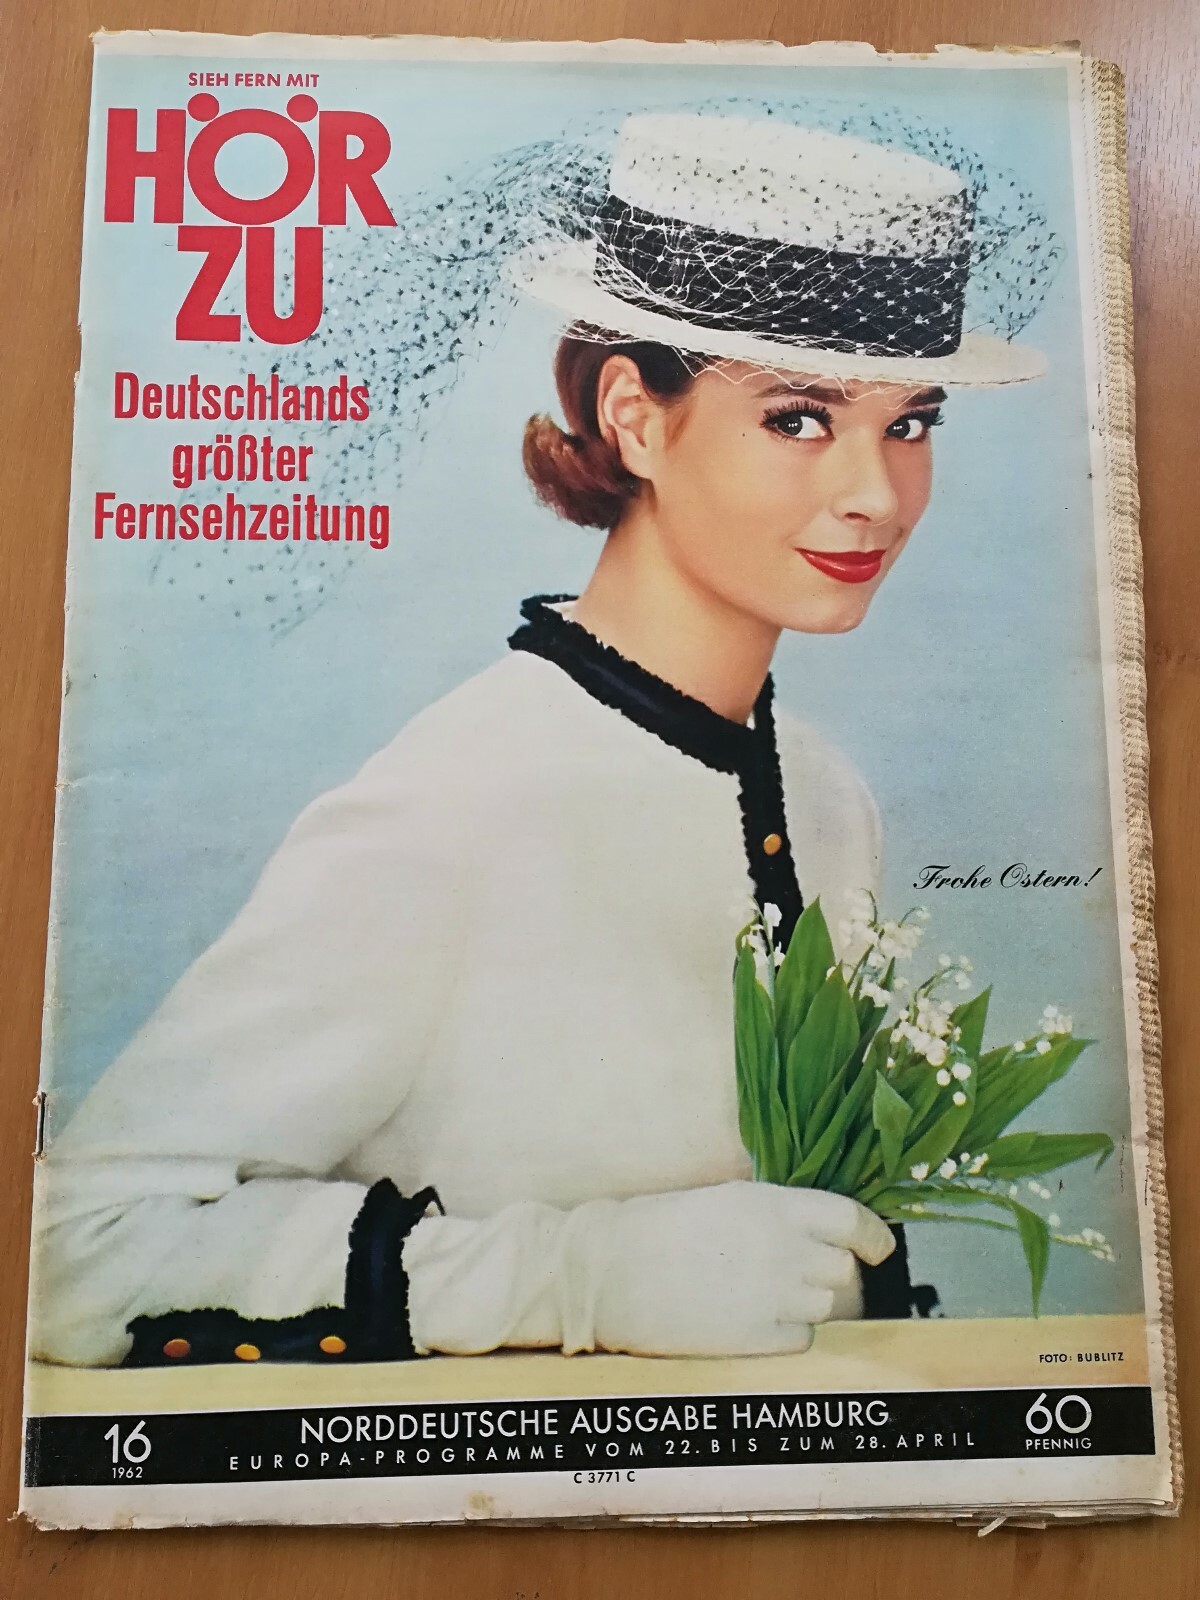 SIEH FERN MIT
HÖR
ZU
Deutschlands
größter
Fernsehzeitung
Frohe Ostern!
FOTO: BUBLITZ
16
1962
NORDDEUTSCHE AUSGABE HAMBURG
EUROPA-PROGRAMME VOM 22. BIS ZUM 28. APRIL
60
PFENNIG
C 3771 C